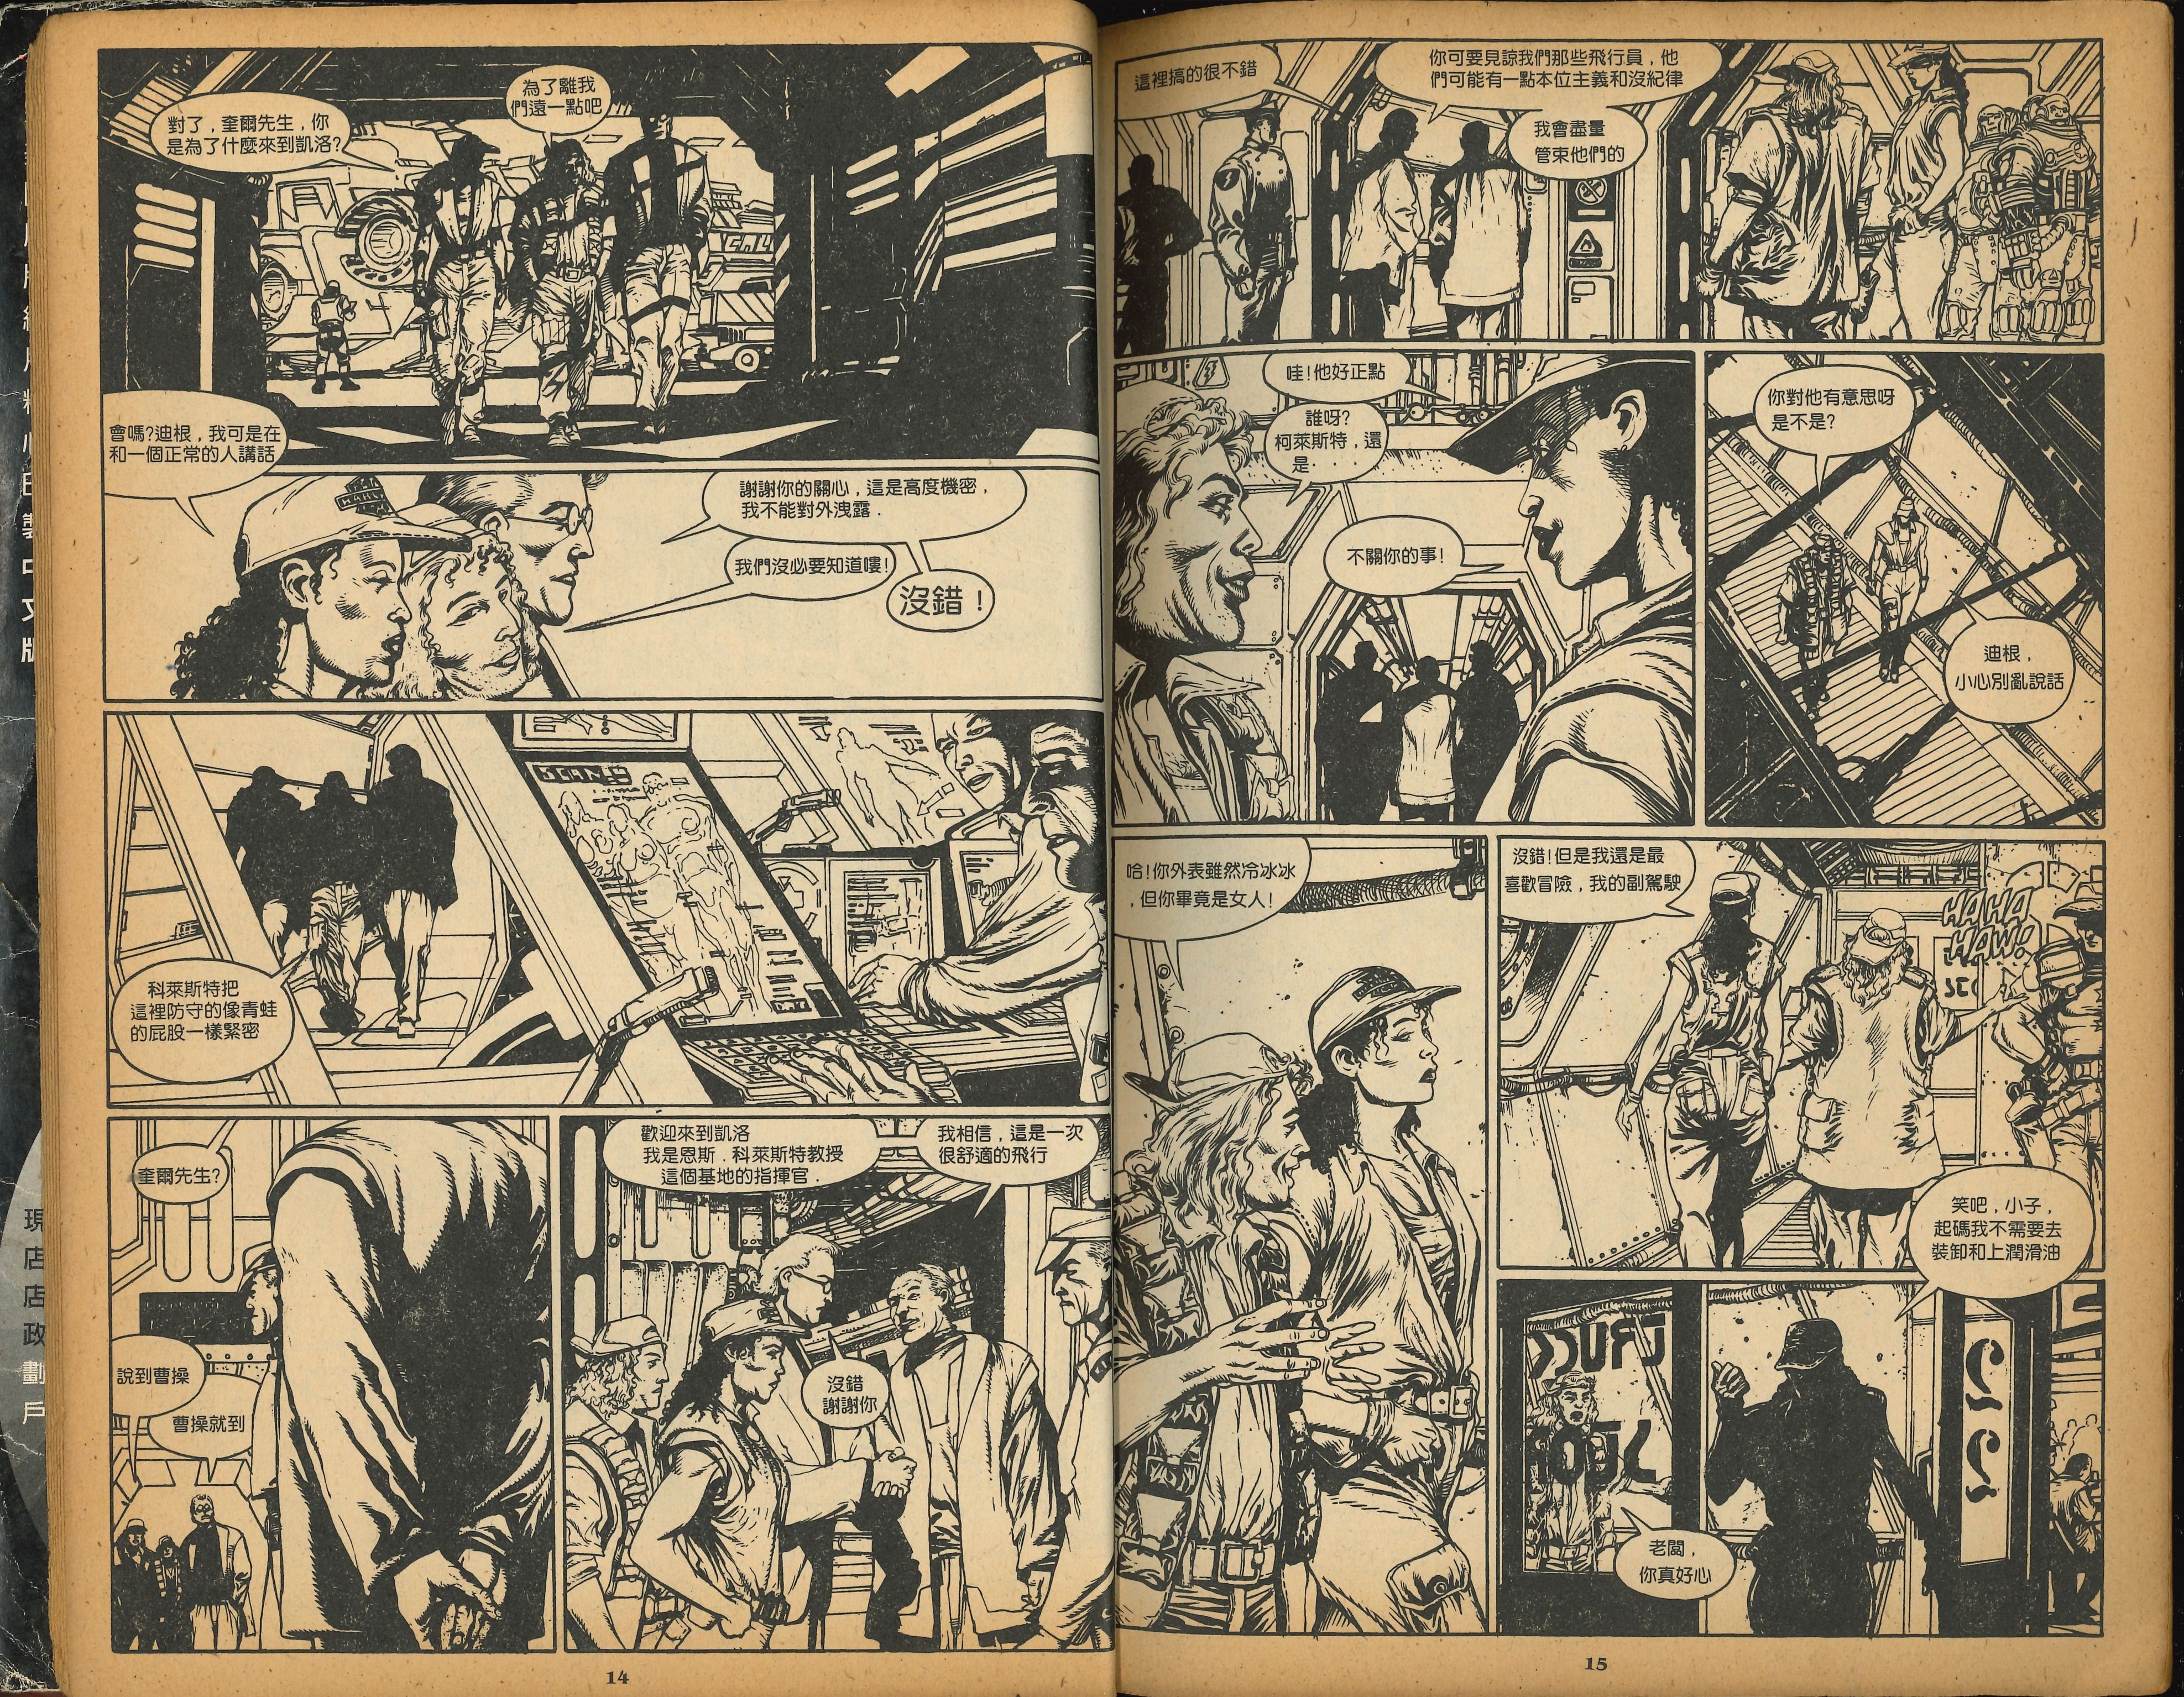 對了，奎爾先生，你
是為了什麼來到凱洛?
為了離我
們遠一點吧
會嗎?迪根，我可是在
和一個正常的人講話
謝謝你的關心，這是高度機密，
我不能對外洩露．
我們沒必要知道嘍!
沒錯！
SCAN
科萊斯特把
這裡防守的像青蛙
的屁股一樣緊密
奎爾先生?
說到曹操
曹操就到
歡迎來到凱洛
我是恩斯．科萊斯特教授
這個基地的指揮官．
我相信，這是一次
很舒適的飛行
沒錯
謝謝你
14
這裡搞的很不錯
你可要見諒我們那些飛行員，他
們可能有一點本位主義和沒紀律
我會盡量
管束他們的
哇!他好正點
誰呀?
柯萊斯特，還
是．．．
不關你的事!
你對他有意思呀
是不是?
迪根，
小心別亂說話
哈!你外表雖然冷冰冰
，但你畢竟是女人!
沒錯!但是我還是最
喜歡冒險，我的副駕駛
HA HA
HAW!
笑吧，小子，
起碼我不需要去
裝卸和上潤滑油
老闆，
你真好心
15
文
版
現
店
店
政
劃
戶